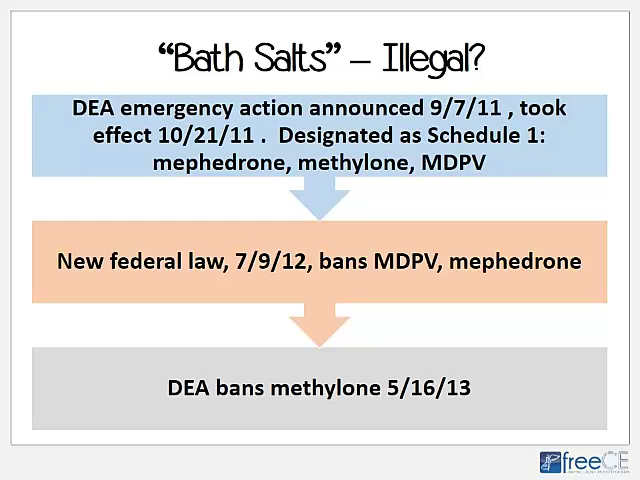 “Bath Salts” – Illegal?
DEA emergency action announced 9/7/11 , took
effect 10/21/11 .  Designated as Schedule 1:
mephedrone, methylone, MDPV
New federal law, 7/9/12, bans MDPV, mephedrone
DEA bans methylone 5/16/13
freeCE